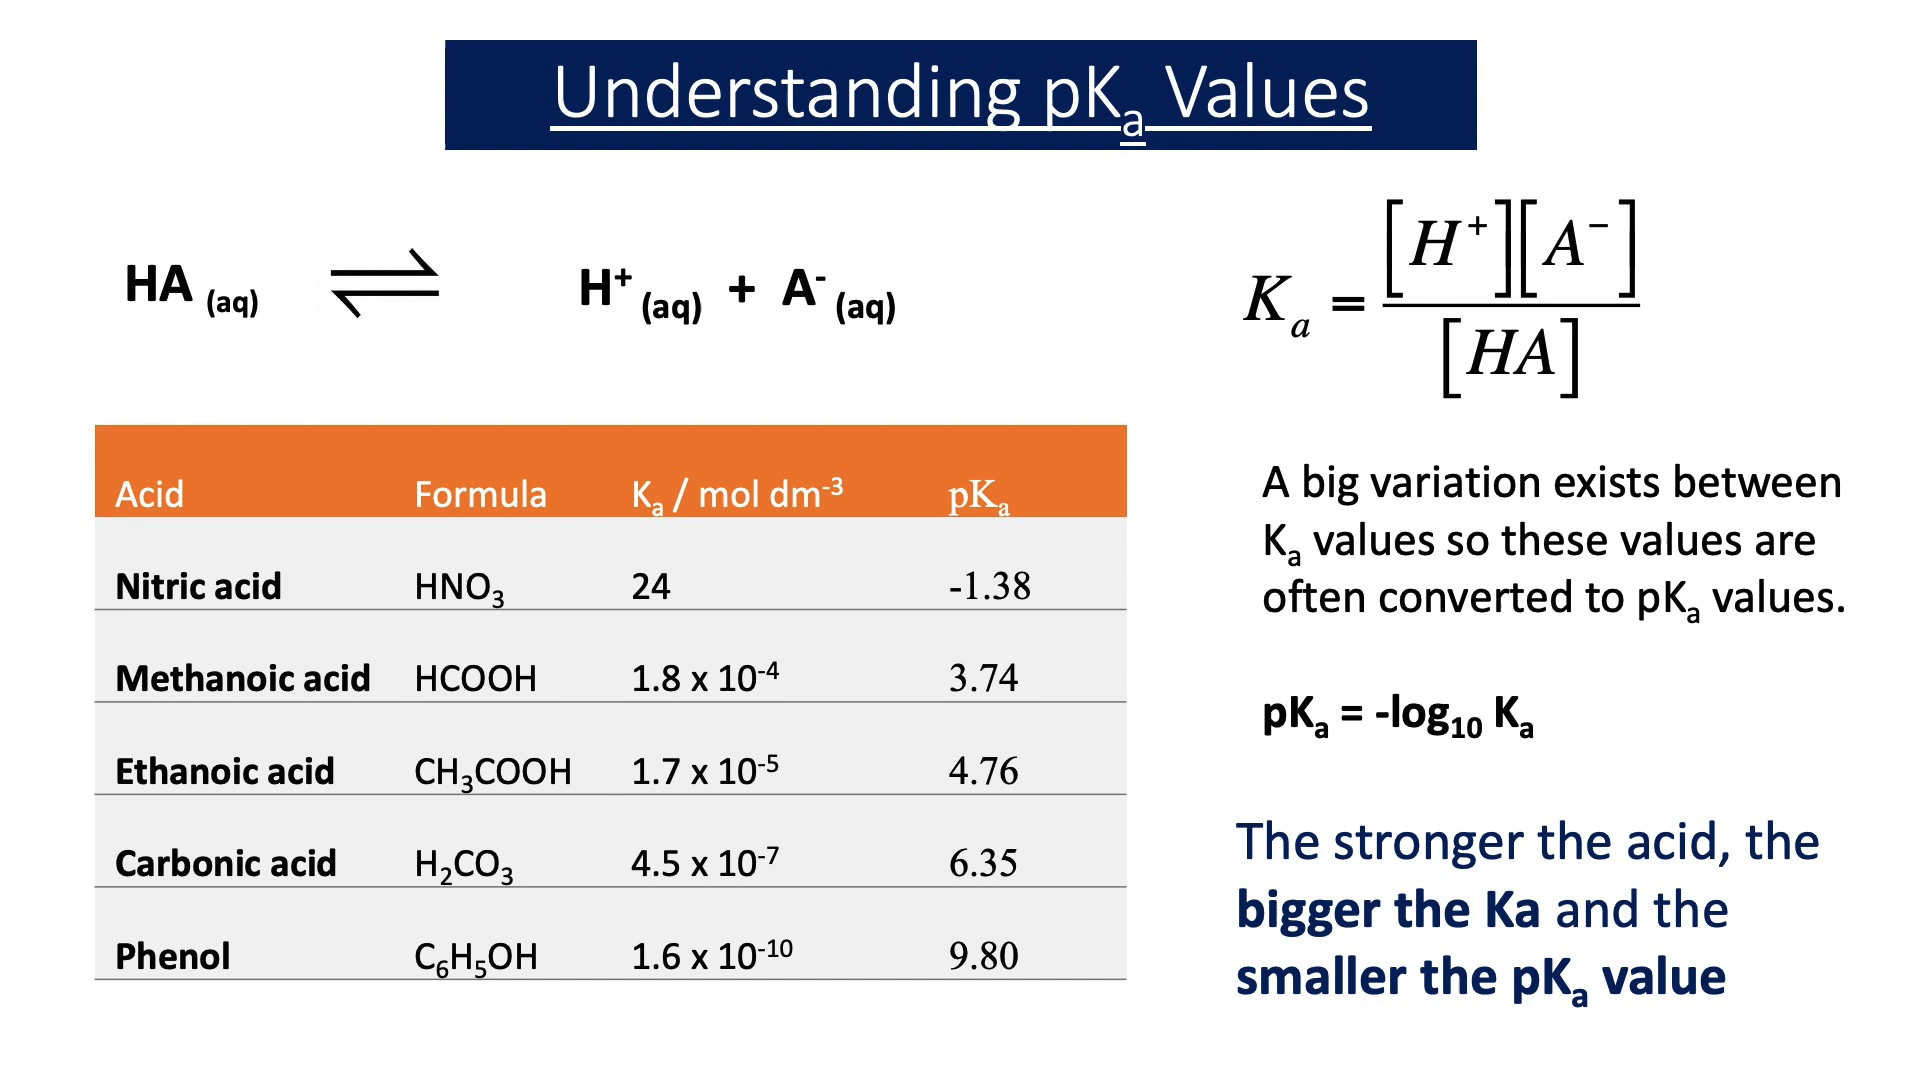 Understanding pKₐ Values
HA (aq) ⇌ H⁺ (aq) + A⁻ (aq)
Kₐ = [H⁺][A⁻] / [HA]
Acid Formula Kₐ / mol dm⁻³ pKₐ
Nitric acid HNO₃ 24 -1.38
Methanoic acid HCOOH 1.8 x 10⁻⁴ 3.74
Ethanoic acid CH₃COOH 1.7 x 10⁻⁵ 4.76
Carbonic acid H₂CO₃ 4.5 x 10⁻⁷ 6.35
Phenol C₆H₅OH 1.6 x 10⁻¹⁰ 9.80
A big variation exists between
Kₐ values so these values are
often converted to pKₐ values.
pKₐ = -log₁₀ Kₐ
The stronger the acid, the
bigger the Ka and the
smaller the pKₐ value